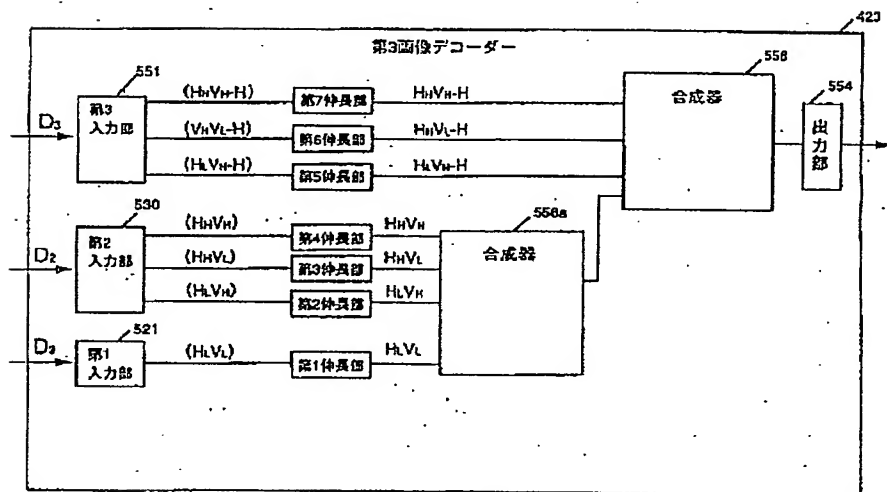 423
第3画像デコーダー
551
556
554
D3
第3
入力部
(HHVH-H)
第7伸長部
HHVH-H
(VHVL-H)
第6伸長部
HHVL-H
(HLVH-H)
第5伸長部
HLVH-H
合成器
出力部
530
556a
D2
第2
入力部
(HHVH)
第4伸長部
HHVH
(HHVL)
第3伸長部
HHVL
(HLVH)
第2伸長部
HLVH
合成器
521
D3
第1
入力部
(HLVL)
第1伸長部
HLVL